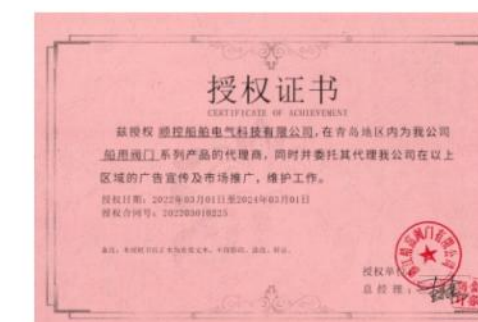 授权证书
CERTIFICATE OF ACHIEVEMENT
兹授权 顺控船舶电气科技有限公司,在青岛地区内为我公司
船用阀门 系列产品的代理商,同时并委托其代理我公司在以上
区域的广告宣传及市场推广,维护工作。
授权日期:2022年03月01日至2024年03月01日
授权合同号:202203010225
授权单位
总经理: